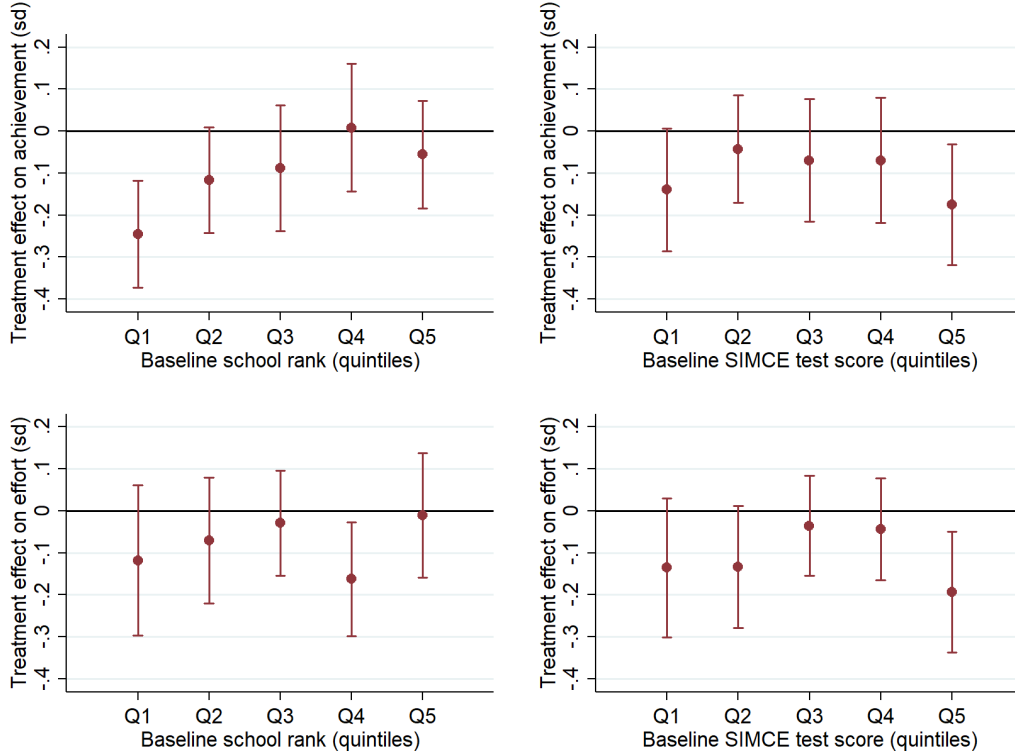 Treatment effect on achievement (sd)
.2
.1
0
-.1
-.2
-.3
-.4
Q1 Q2 Q3 Q4 Q5
Baseline school rank (quintiles)
Treatment effect on achievement (sd)
.2
.1
0
-.1
-.2
-.3
-.4
Q1 Q2 Q3 Q4 Q5
Baseline SIMCE test score (quintiles)
Treatment effect on effort (sd)
.2
.1
0
-.1
-.2
-.3
-.4
Q1 Q2 Q3 Q4 Q5
Baseline school rank (quintiles)
Treatment effect on effort (sd)
.2
.1
0
-.1
-.2
-.3
-.4
Q1 Q2 Q3 Q4 Q5
Baseline SIMCE test score (quintiles)